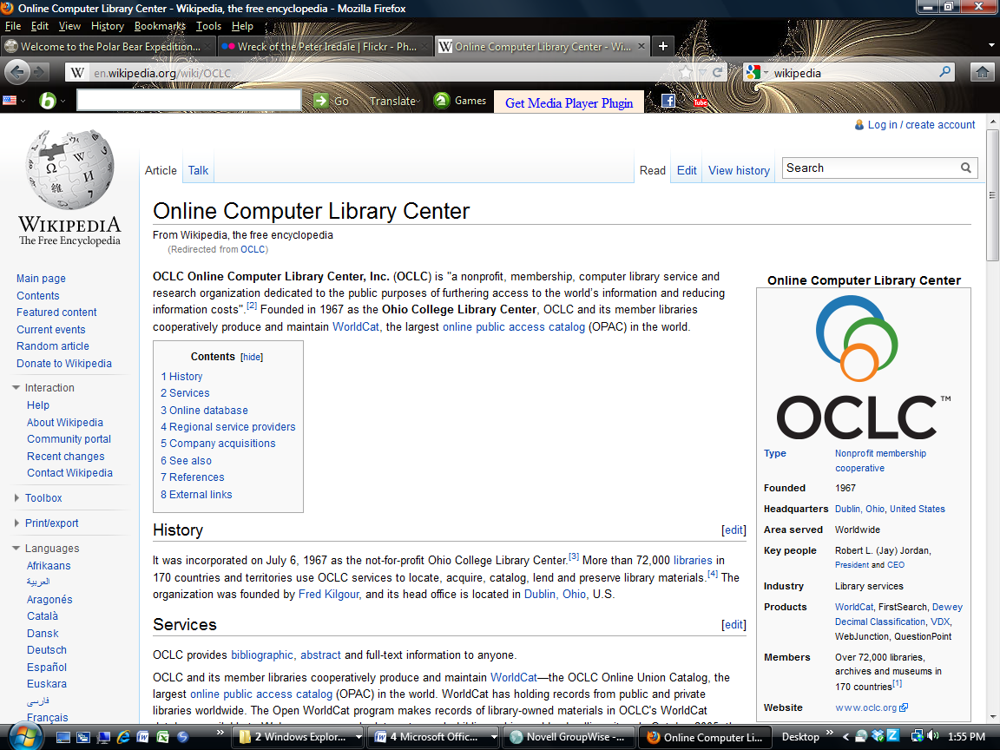 Online Computer Library Center - Wikipedia, the free encyclopedia - Mozilla Firefox
File Edit View History Bookmarks Tools Help
Welcome to the Polar Bear Expedition... Wreck of the Peter Iredale | Flickr - Ph... Online Computer Library Center - Wi...
en.wikipedia.org/wiki/OCLC wikipedia
Go Translate Games Get Media Player Plugin
Log in / create account
Article Talk Read Edit View history Search
WIKIPEDIA
The Free Encyclopedia
Main page
Contents
Featured content
Current events
Random article
Donate to Wikipedia
Interaction
Help
About Wikipedia
Community portal
Recent changes
Contact Wikipedia
Toolbox
Print/export
Languages
Afrikaans
العربية
Aragonés
Català
Dansk
Deutsch
Español
Euskara
فارسی
Français
Online Computer Library Center
From Wikipedia, the free encyclopedia
(Redirected from OCLC)
OCLC Online Computer Library Center, Inc. (OCLC) is "a nonprofit, membership, computer library service and
research organization dedicated to the public purposes of furthering access to the world's information and reducing
information costs".[2] Founded in 1967 as the Ohio College Library Center, OCLC and its member libraries
cooperatively produce and maintain WorldCat, the largest online public access catalog (OPAC) in the world.
Contents [hide]
1 History
2 Services
3 Online database
4 Regional service providers
5 Company acquisitions
6 See also
7 References
8 External links
History [edit]
It was incorporated on July 6, 1967 as the not-for-profit Ohio College Library Center.[3] More than 72,000 libraries in
170 countries and territories use OCLC services to locate, acquire, catalog, lend and preserve library materials.[4] The
organization was founded by Fred Kilgour, and its head office is located in Dublin, Ohio, U.S.
Services [edit]
OCLC provides bibliographic, abstract and full-text information to anyone.
OCLC and its member libraries cooperatively produce and maintain WorldCat—the OCLC Online Union Catalog, the
largest online public access catalog (OPAC) in the world. WorldCat has holding records from public and private
libraries worldwide. The Open WorldCat program makes records of library-owned materials in OCLC's WorldCat
Online Computer Library Center
OCLC™
Type Nonprofit membership
cooperative
Founded 1967
Headquarters Dublin, Ohio, United States
Area served Worldwide
Key people Robert L. (Jay) Jordan,
President and CEO
Industry Library services
Products WorldCat, FirstSearch, Dewey
Decimal Classification, VDX,
WebJunction, QuestionPoint
Members Over 72,000 libraries,
archives and museums in
170 countries[1]
Website www.oclc.org
2 Windows Explor... 4 Microsoft Office... Novell GroupWise -... Online Computer Li... Desktop 1:55 PM